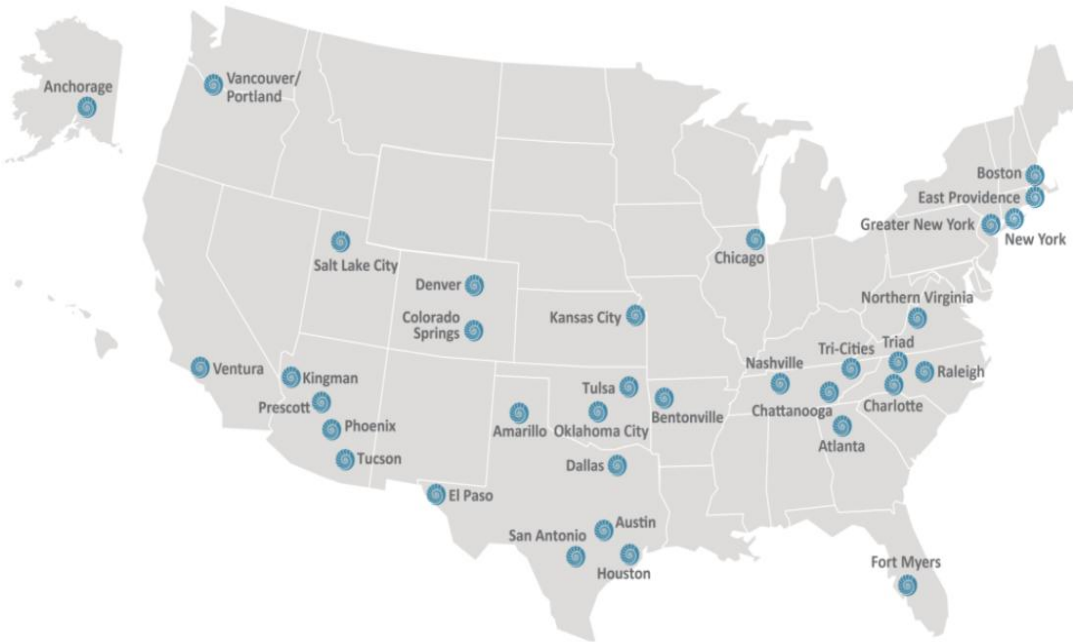 Anchorage
Vancouver/
Portland
Boston
East Providence
Greater New York
New York
Chicago
Salt Lake City
Denver
Colorado
Springs
Kansas City
Northern Virginia
Tri-Cities
Triad
Nashville
Raleigh
Ventura
Kingman
Prescott
Tulsa
Bentonville
Chattanooga
Charlotte
Phoenix
Amarillo
Oklahoma City
Atlanta
Tucson
Dallas
El Paso
Austin
San Antonio
Houston
Fort Myers